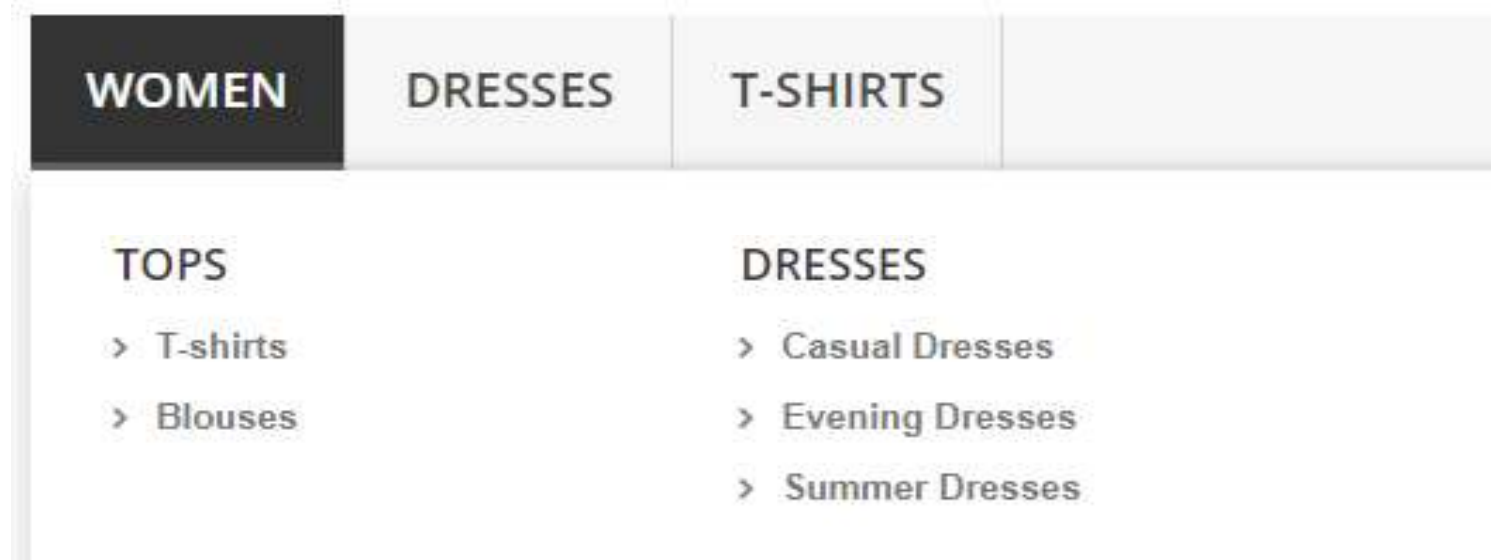 WOMEN DRESSES T-SHIRTS
TOPS
T-shirts
Blouses
DRESSES
Casual Dresses
Evening Dresses
Summer Dresses